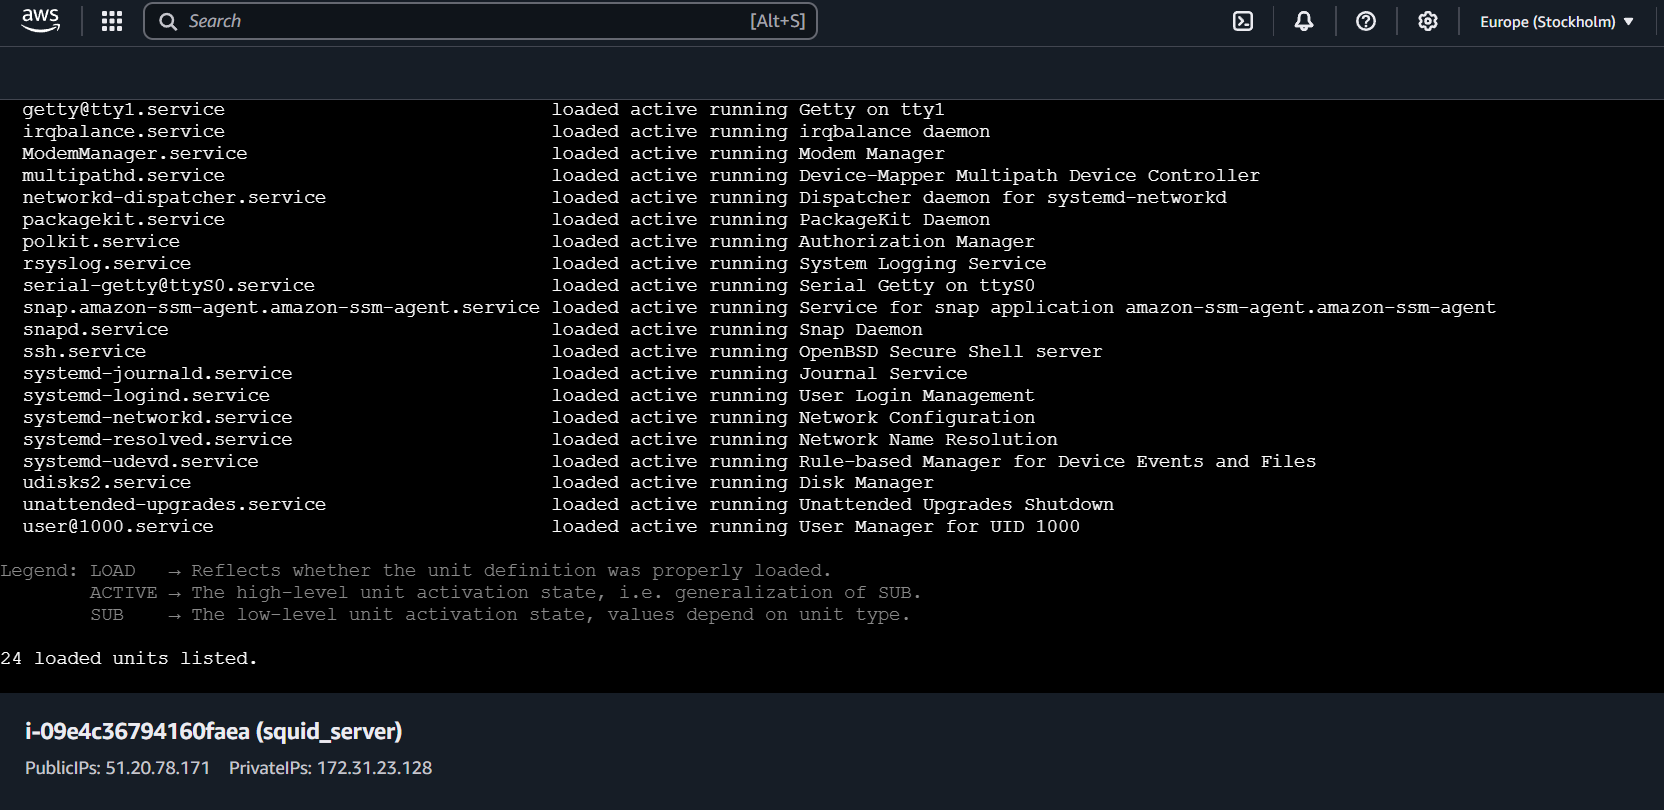 aws Search [Alt+S] Europe (Stockholm)
getty@tty1.service loaded active running Getty on tty1
irqbalance.service loaded active running irqbalance daemon
ModemManager.service loaded active running Modem Manager
multipathd.service loaded active running Device-Mapper Multipath Device Controller
networkd-dispatcher.service loaded active running Dispatcher daemon for systemd-networkd
packagekit.service loaded active running PackageKit Daemon
polkit.service loaded active running Authorization Manager
rsyslog.service loaded active running System Logging Service
serial-getty@ttyS0.service loaded active running Serial Getty on ttyS0
snap.amazon-ssm-agent.amazon-ssm-agent.service loaded active running Service for snap application amazon-ssm-agent.amazon-ssm-agent
snapd.service loaded active running Snap Daemon
ssh.service loaded active running OpenBSD Secure Shell server
systemd-journald.service loaded active running Journal Service
systemd-logind.service loaded active running User Login Management
systemd-networkd.service loaded active running Network Configuration
systemd-resolved.service loaded active running Network Name Resolution
systemd-udevd.service loaded active running Rule-based Manager for Device Events and Files
udisks2.service loaded active running Disk Manager
unattended-upgrades.service loaded active running Unattended Upgrades Shutdown
user@1000.service loaded active running User Manager for UID 1000
Legend: LOAD → Reflects whether the unit definition was properly loaded.
ACTIVE → The high-level unit activation state, i.e. generalization of SUB.
SUB → The low-level unit activation state, values depend on unit type.
24 loaded units listed.
i-09e4c36794160faea (squid_server)
PublicIPs: 51.20.78.171 PrivateIPs: 172.31.23.128